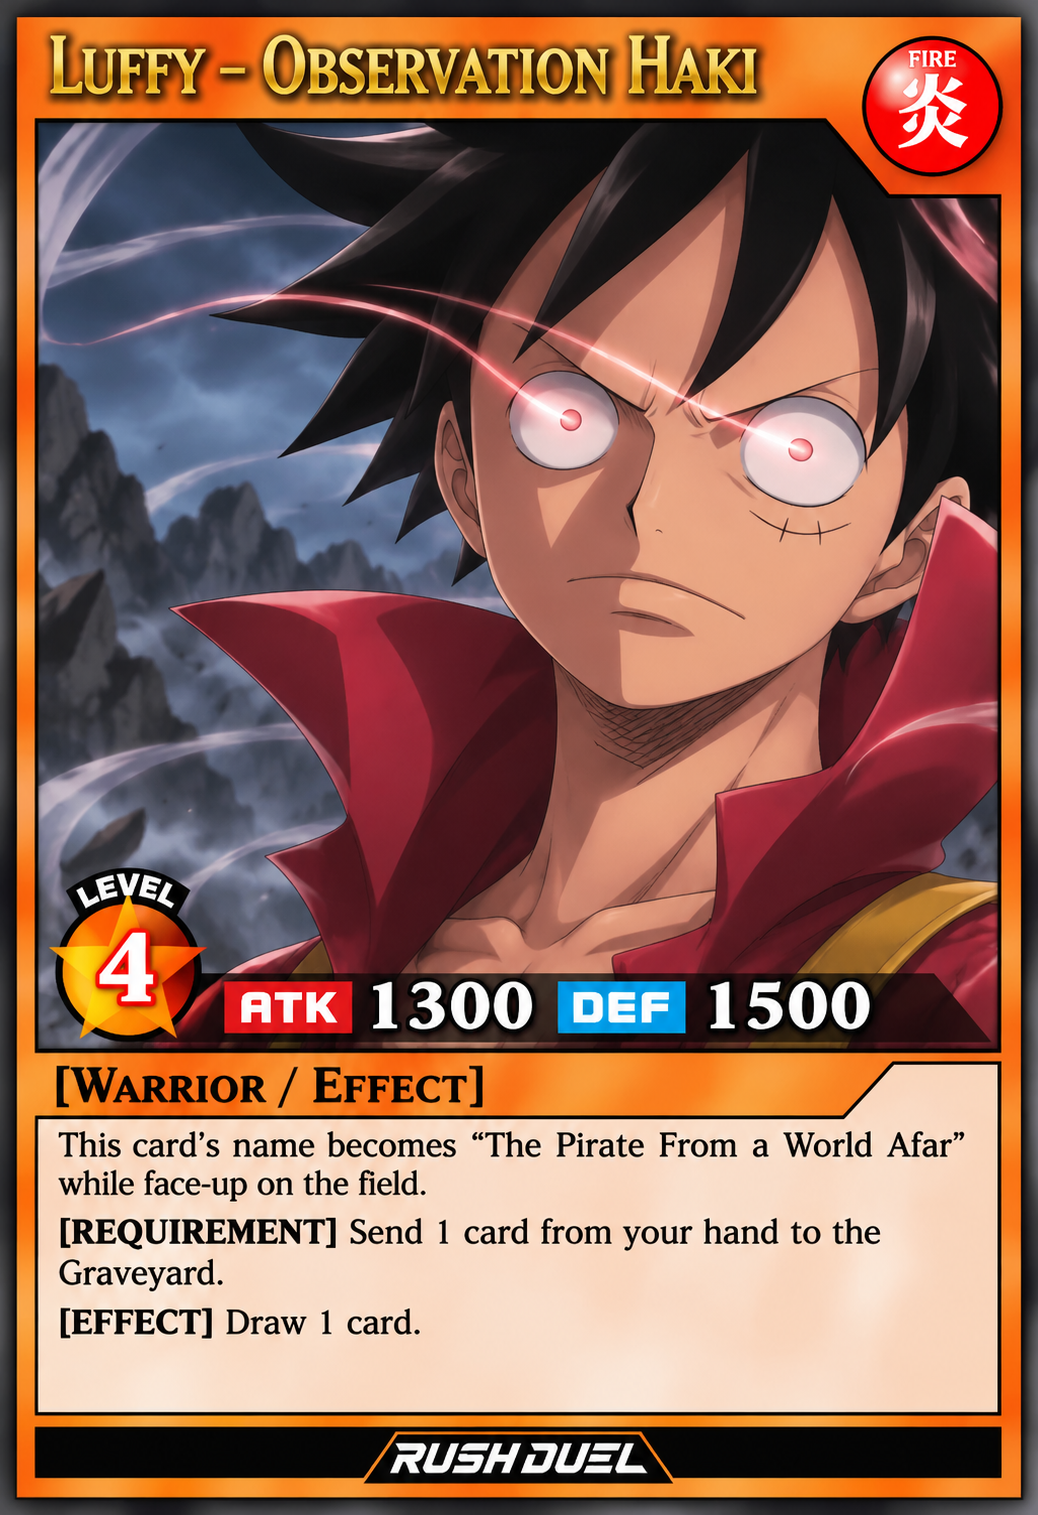 Luffy – Observation Haki
FIRE
炎
LEVEL
4
ATK 1300 DEF 1500
[Warrior / Effect]
This card’s name becomes “The Pirate From a World Afar”
while face-up on the field.
[REQUIREMENT] Send 1 card from your hand to the
Graveyard.
[EFFECT] Draw 1 card.
RUSH DUEL